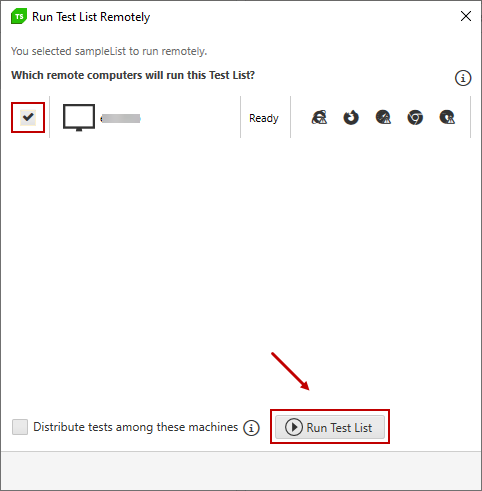 TS Run Test List Remotely
You selected sampleList to run remotely.
Which remote computers will run this Test List?
Ready
Distribute tests among these machines
Run Test List